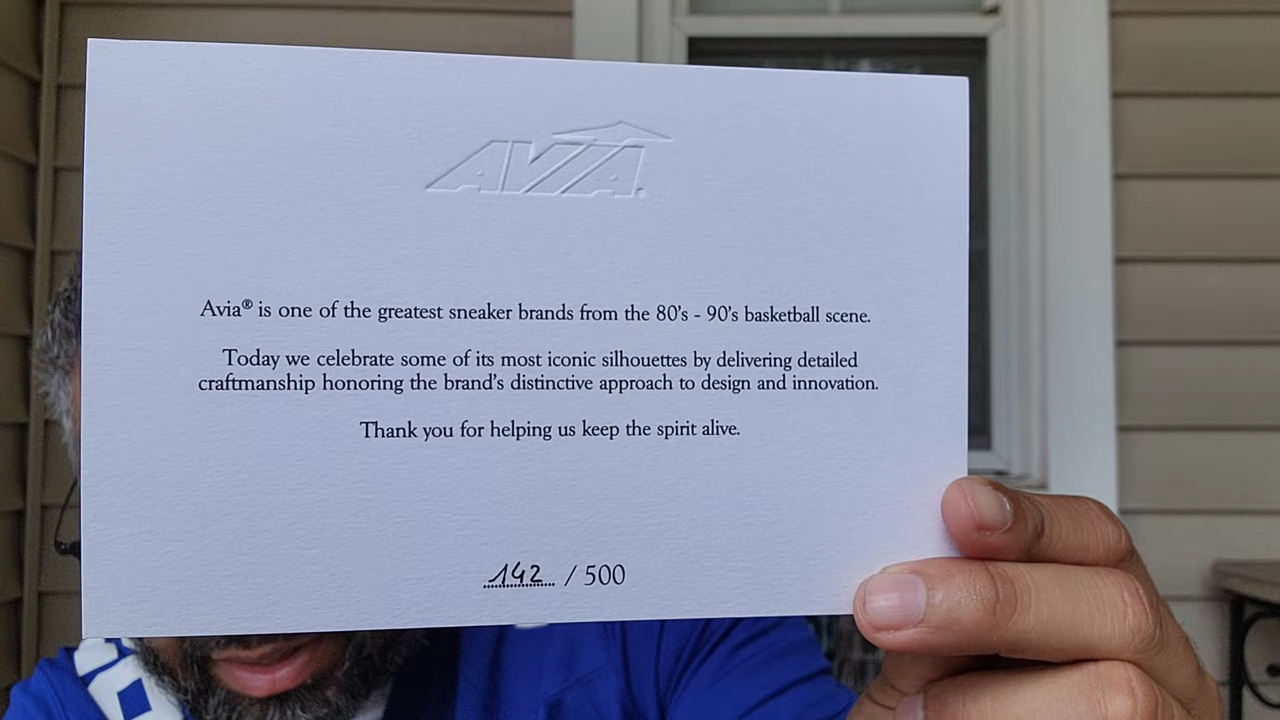 AVIA.
Avia® is one of the greatest sneaker brands from the 80's - 90's basketball scene.
Today we celebrate some of its most iconic silhouettes by delivering detailed
craftmanship honoring the brand's distinctive approach to design and innovation.
Thank you for helping us keep the spirit alive.
142 / 500